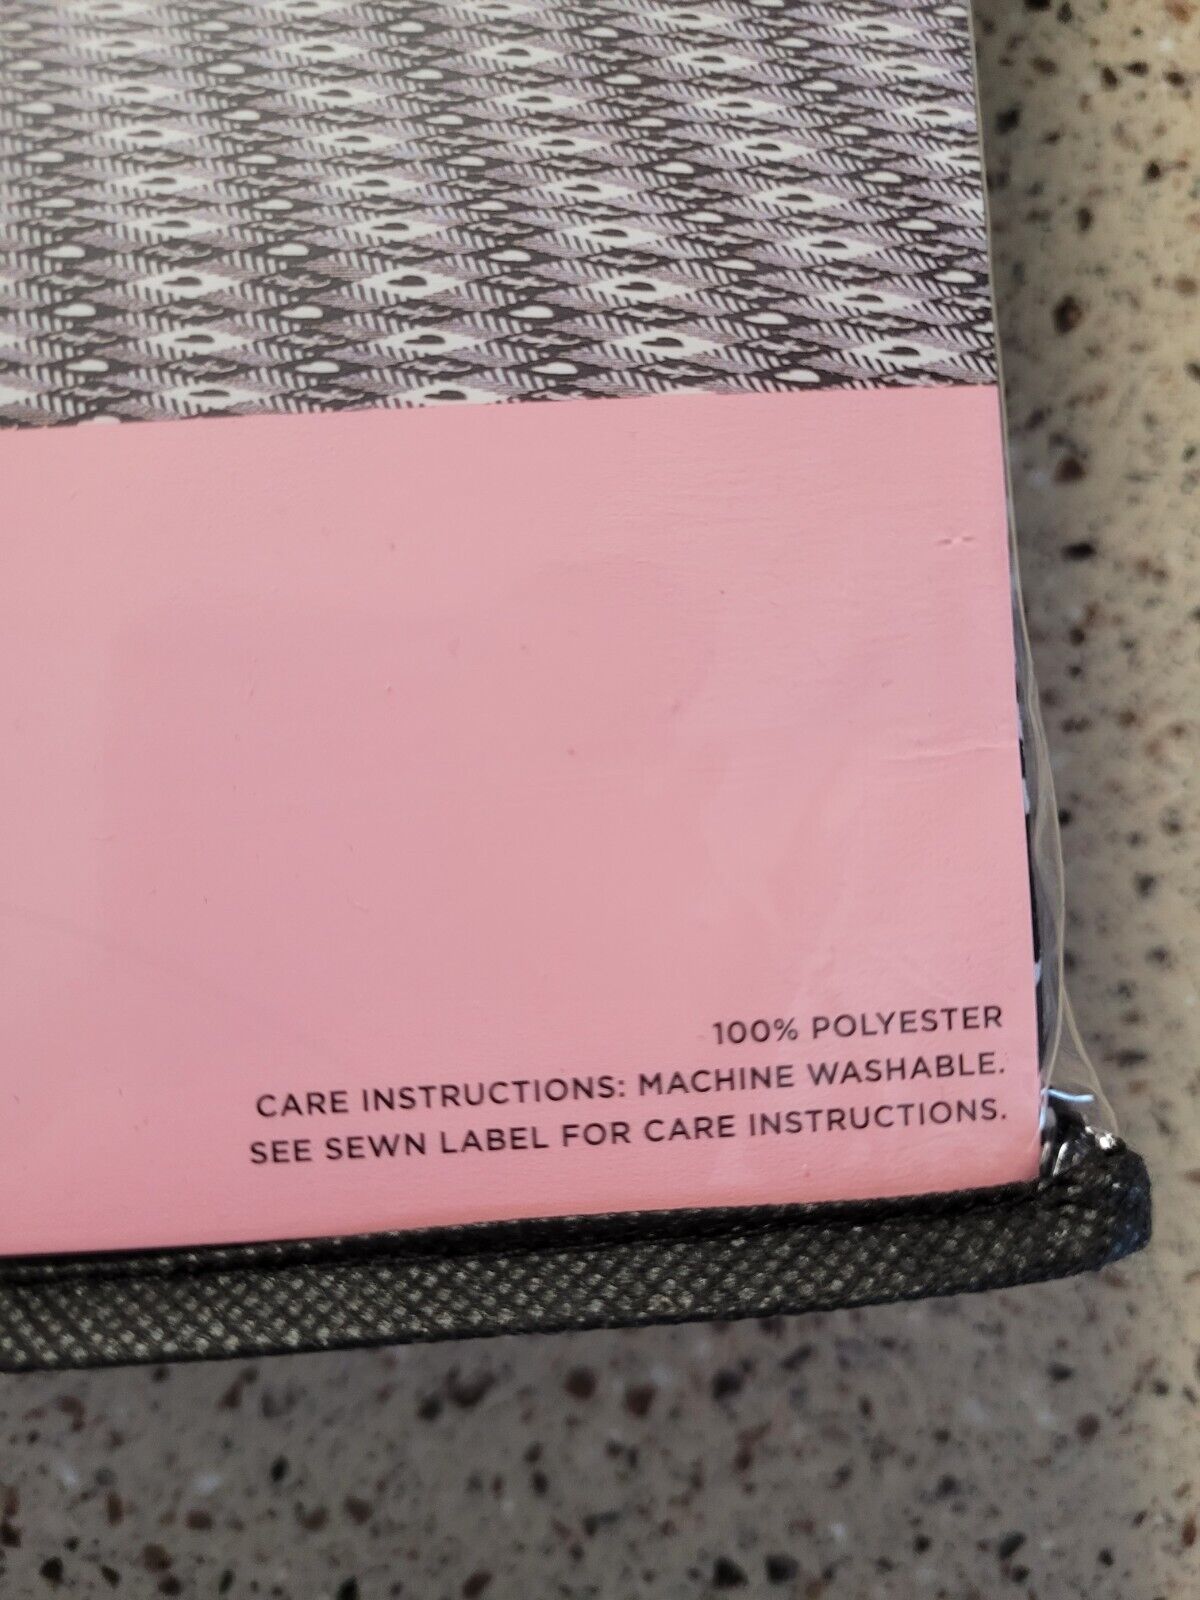 100% POLYESTER
CARE INSTRUCTIONS: MACHINE WASHABLE.
SEE SEWN LABEL FOR CARE INSTRUCTIONS.